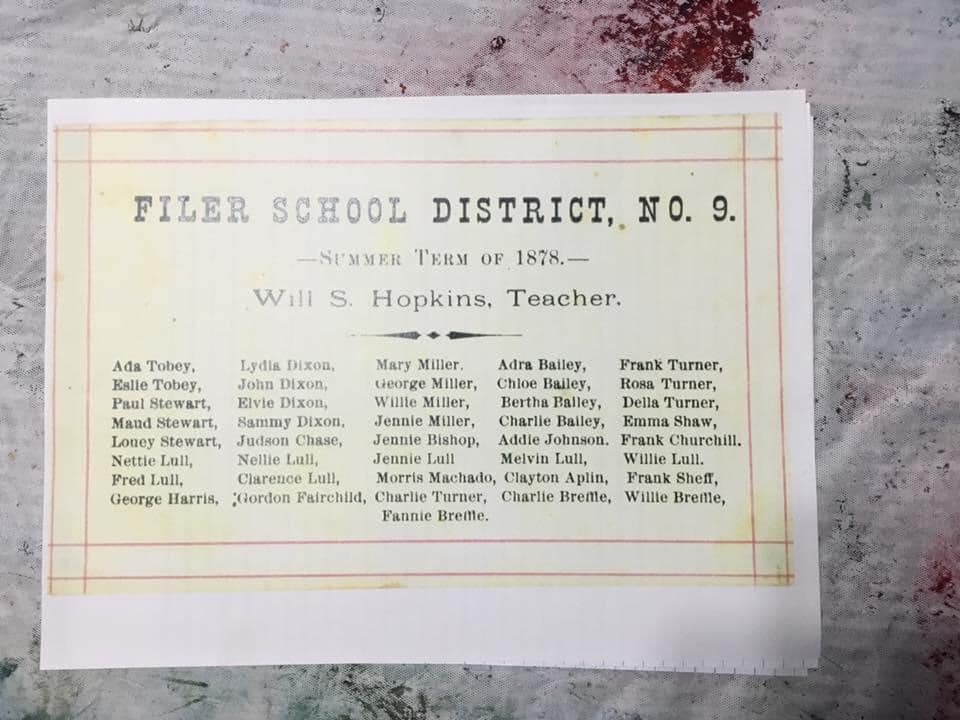 FILER SCHOOL DISTRICT, NO. 9.
—SUMMER TERM OF 1878.—
Will S. Hopkins, Teacher.
Ada Tobey, Lydia Dixon, Mary Miller. Adra Bailey, Frank Turner,
Eslie Tobey, John Dixon, George Miller, Chloe Bailey, Rosa Turner,
Paul Stewart, Elvie Dixon, Willie Miller, Bertha Bailey, Della Turner,
Maud Stewart, Sammy Dixon, Jennie Miller, Charlie Bailey, Emma Shaw,
Louey Stewart, Judson Chase, Jennie Bishop, Addie Johnson. Frank Churchill.
Nettie Lull, Nellie Lull, Jennie Lull Melvin Lull, Willie Lull.
Fred Lull, Clarence Lull, Morris Machado, Clayton Aplin, Frank Sheff,
George Harris, Gordon Fairchild, Charlie Turner, Charlie Breille, Willie Breille,
Fannie Breille.